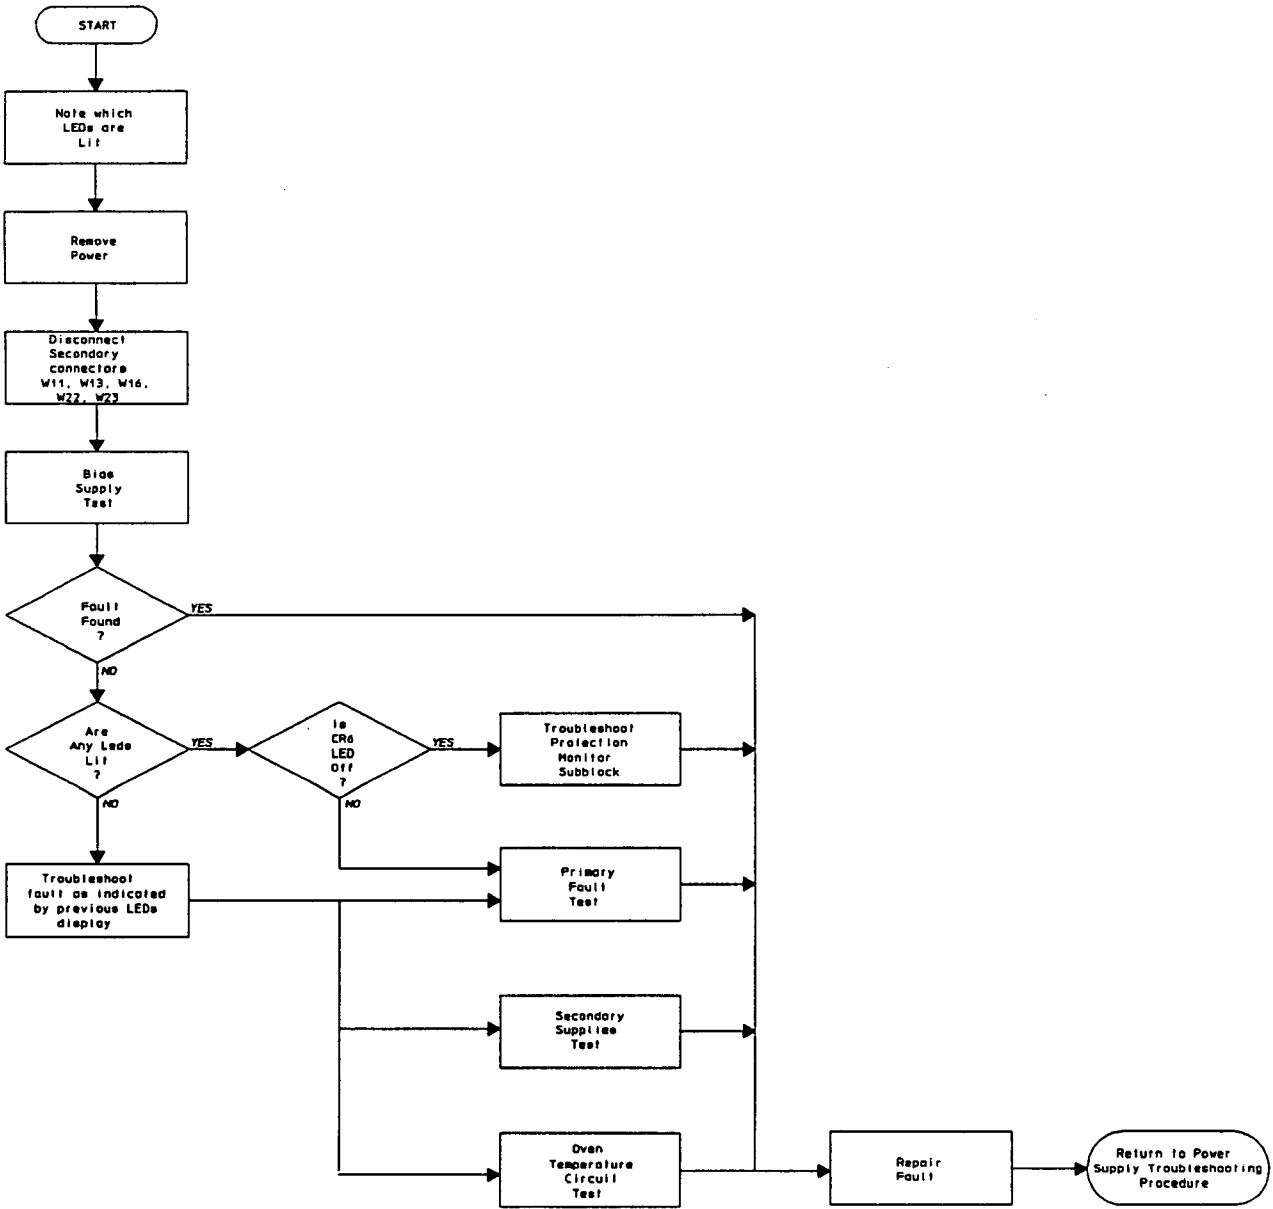 START
Note which
LEDs are
Lit
Remove
Power
Disconnect
Secondary
connectors
W11, W13, W16,
W22, W23
Bias
Supply
Test
Fault
Found
?
YES
NO
Are
Any Leds
Lit
?
YES
NO
Is
CR6
LED
Off
?
YES
NO
Troubleshoot
Protection
Monitor
Subblock
Troubleshoot
fault as indicated
by previous LEDs
display
Primary
Fault
Test
Secondary
Supplies
Test
Oven
Temperature
Circuit
Test
Repair
Fault
Return to Power
Supply Troubleshooting
Procedure